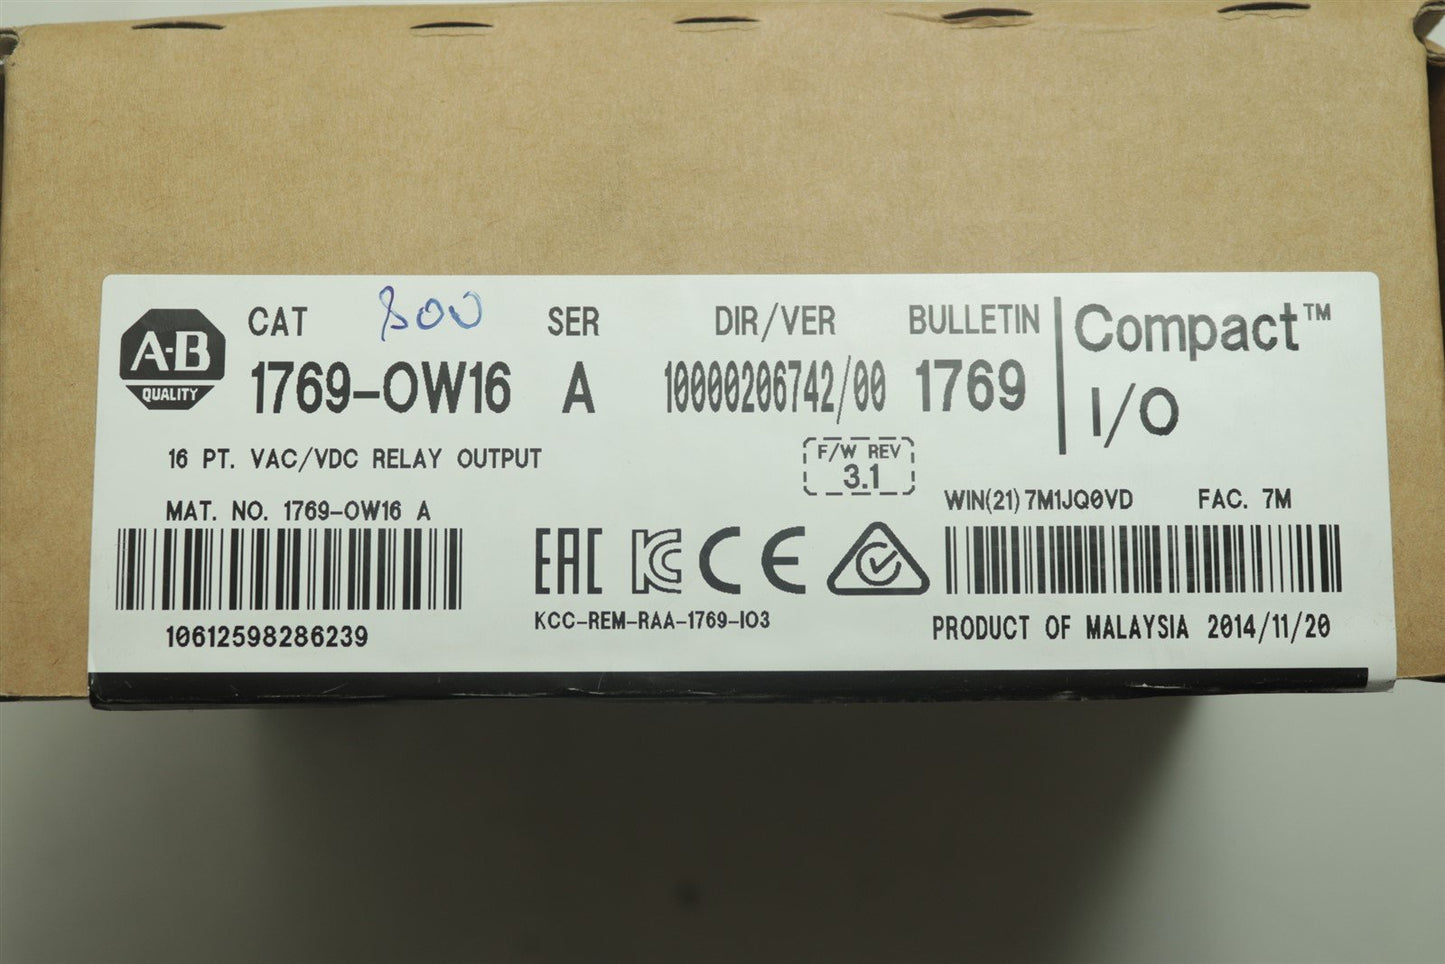 A-B
QUALITY
CAT 800 SER DIR/VER BULLETIN
1769-OW16 A 10000206742/00 1769
Compact™
I/O
16 PT. VAC/VDC RELAY OUTPUT
F/W REV
3.1
MAT. NO. 1769-OW16 A
WIN(21) 7M1JQ0VD FAC. 7M
EAC KC CE
KCC-REM-RAA-1769-IO3
10612598286239
PRODUCT OF MALAYSIA 2014/11/20